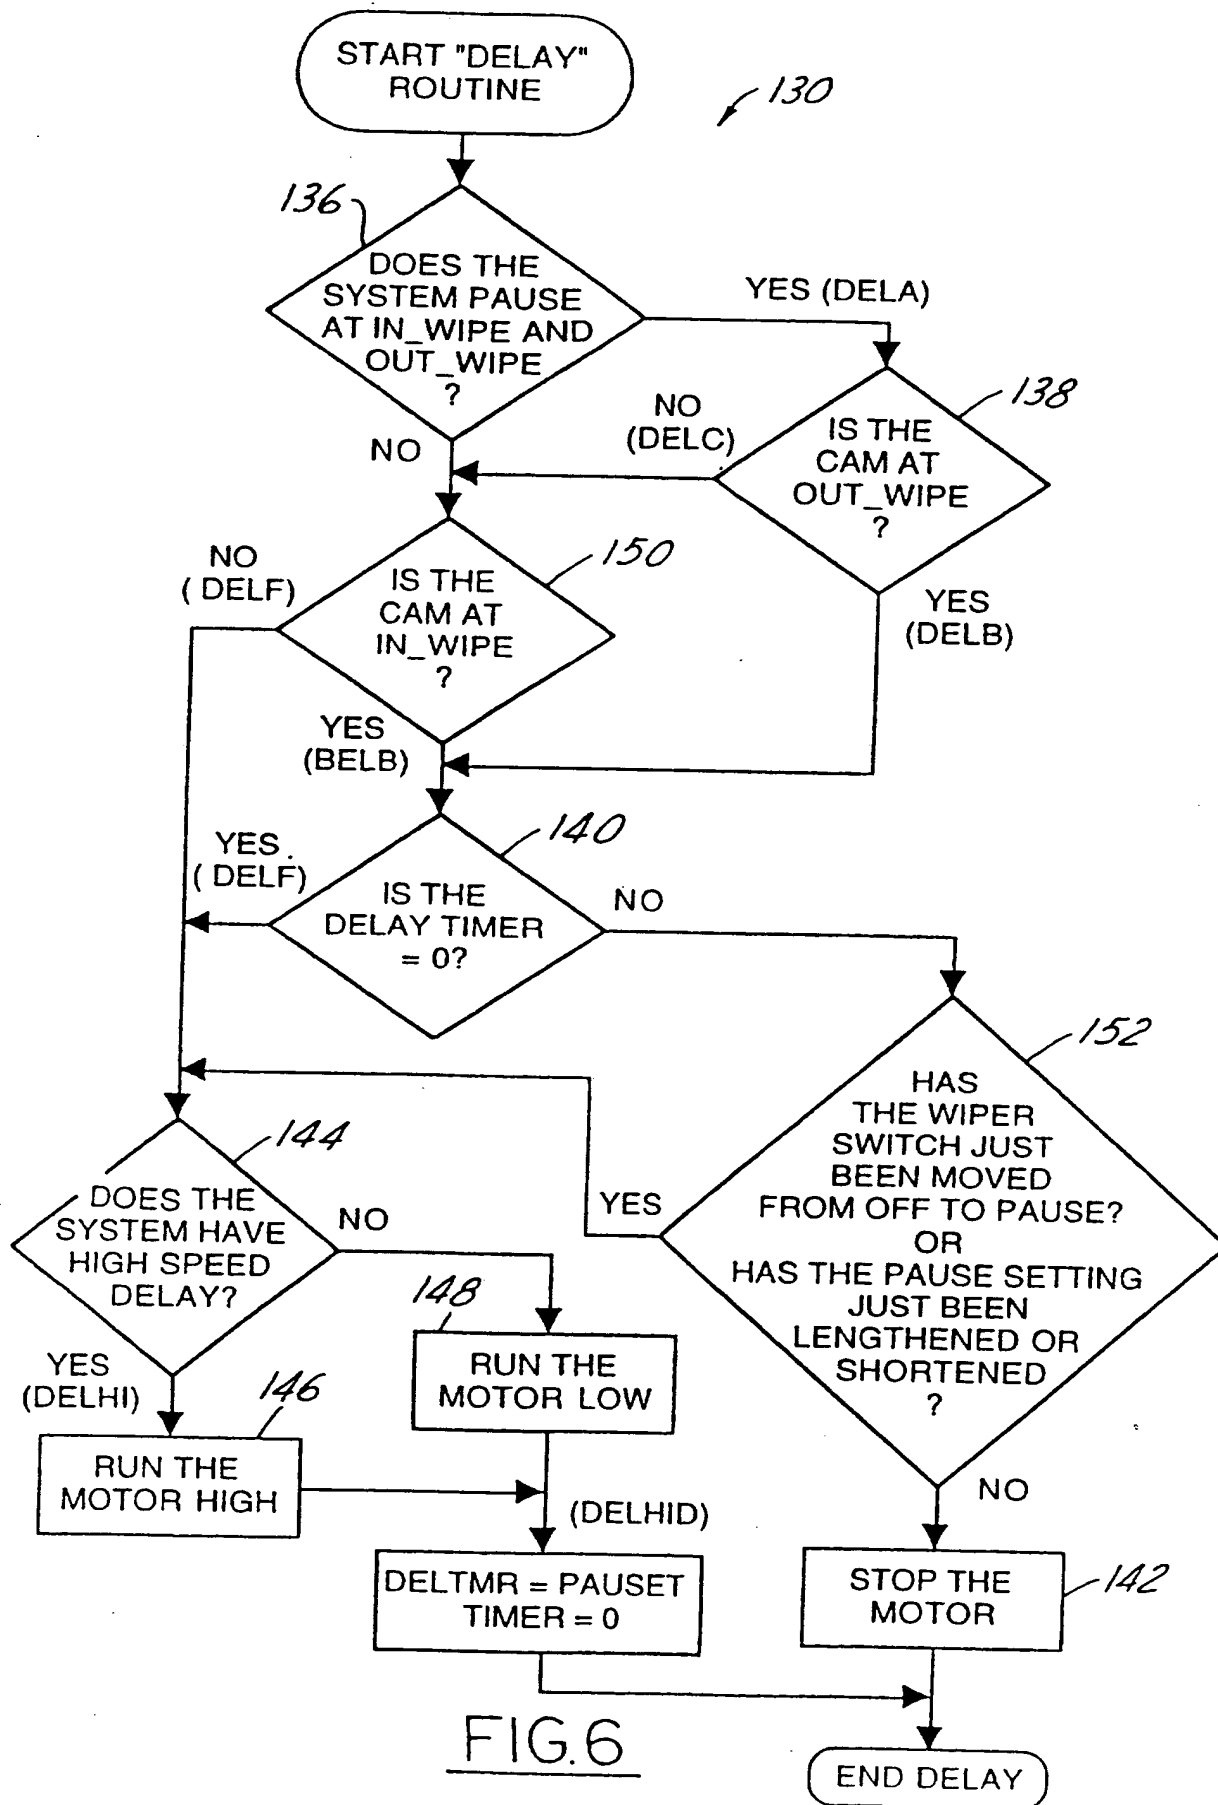 START "DELAY"
ROUTINE
130
136
DOES THE
SYSTEM PAUSE
AT IN_WIPE AND
OUT_WIPE
?
YES (DELA)
NO
138
IS THE
CAM AT
OUT_WIPE
?
NO
(DELC)
YES
(DELB)
150
IS THE
CAM AT
IN_WIPE
?
NO
( DELF)
YES
(BELB)
140
IS THE
DELAY TIMER
= 0?
YES.
( DELF)
NO
152
HAS
THE WIPER
SWITCH JUST
BEEN MOVED
FROM OFF TO PAUSE?
OR
HAS THE PAUSE SETTING
JUST BEEN
LENGTHENED OR
SHORTENED
?
YES
NO
144
DOES THE
SYSTEM HAVE
HIGH SPEED
DELAY?
NO
YES
(DELHI)
148
RUN THE
MOTOR LOW
146
RUN THE
MOTOR HIGH
(DELHID)
DELTMR = PAUSET
TIMER = 0
STOP THE
MOTOR
142
END DELAY
FIG.6